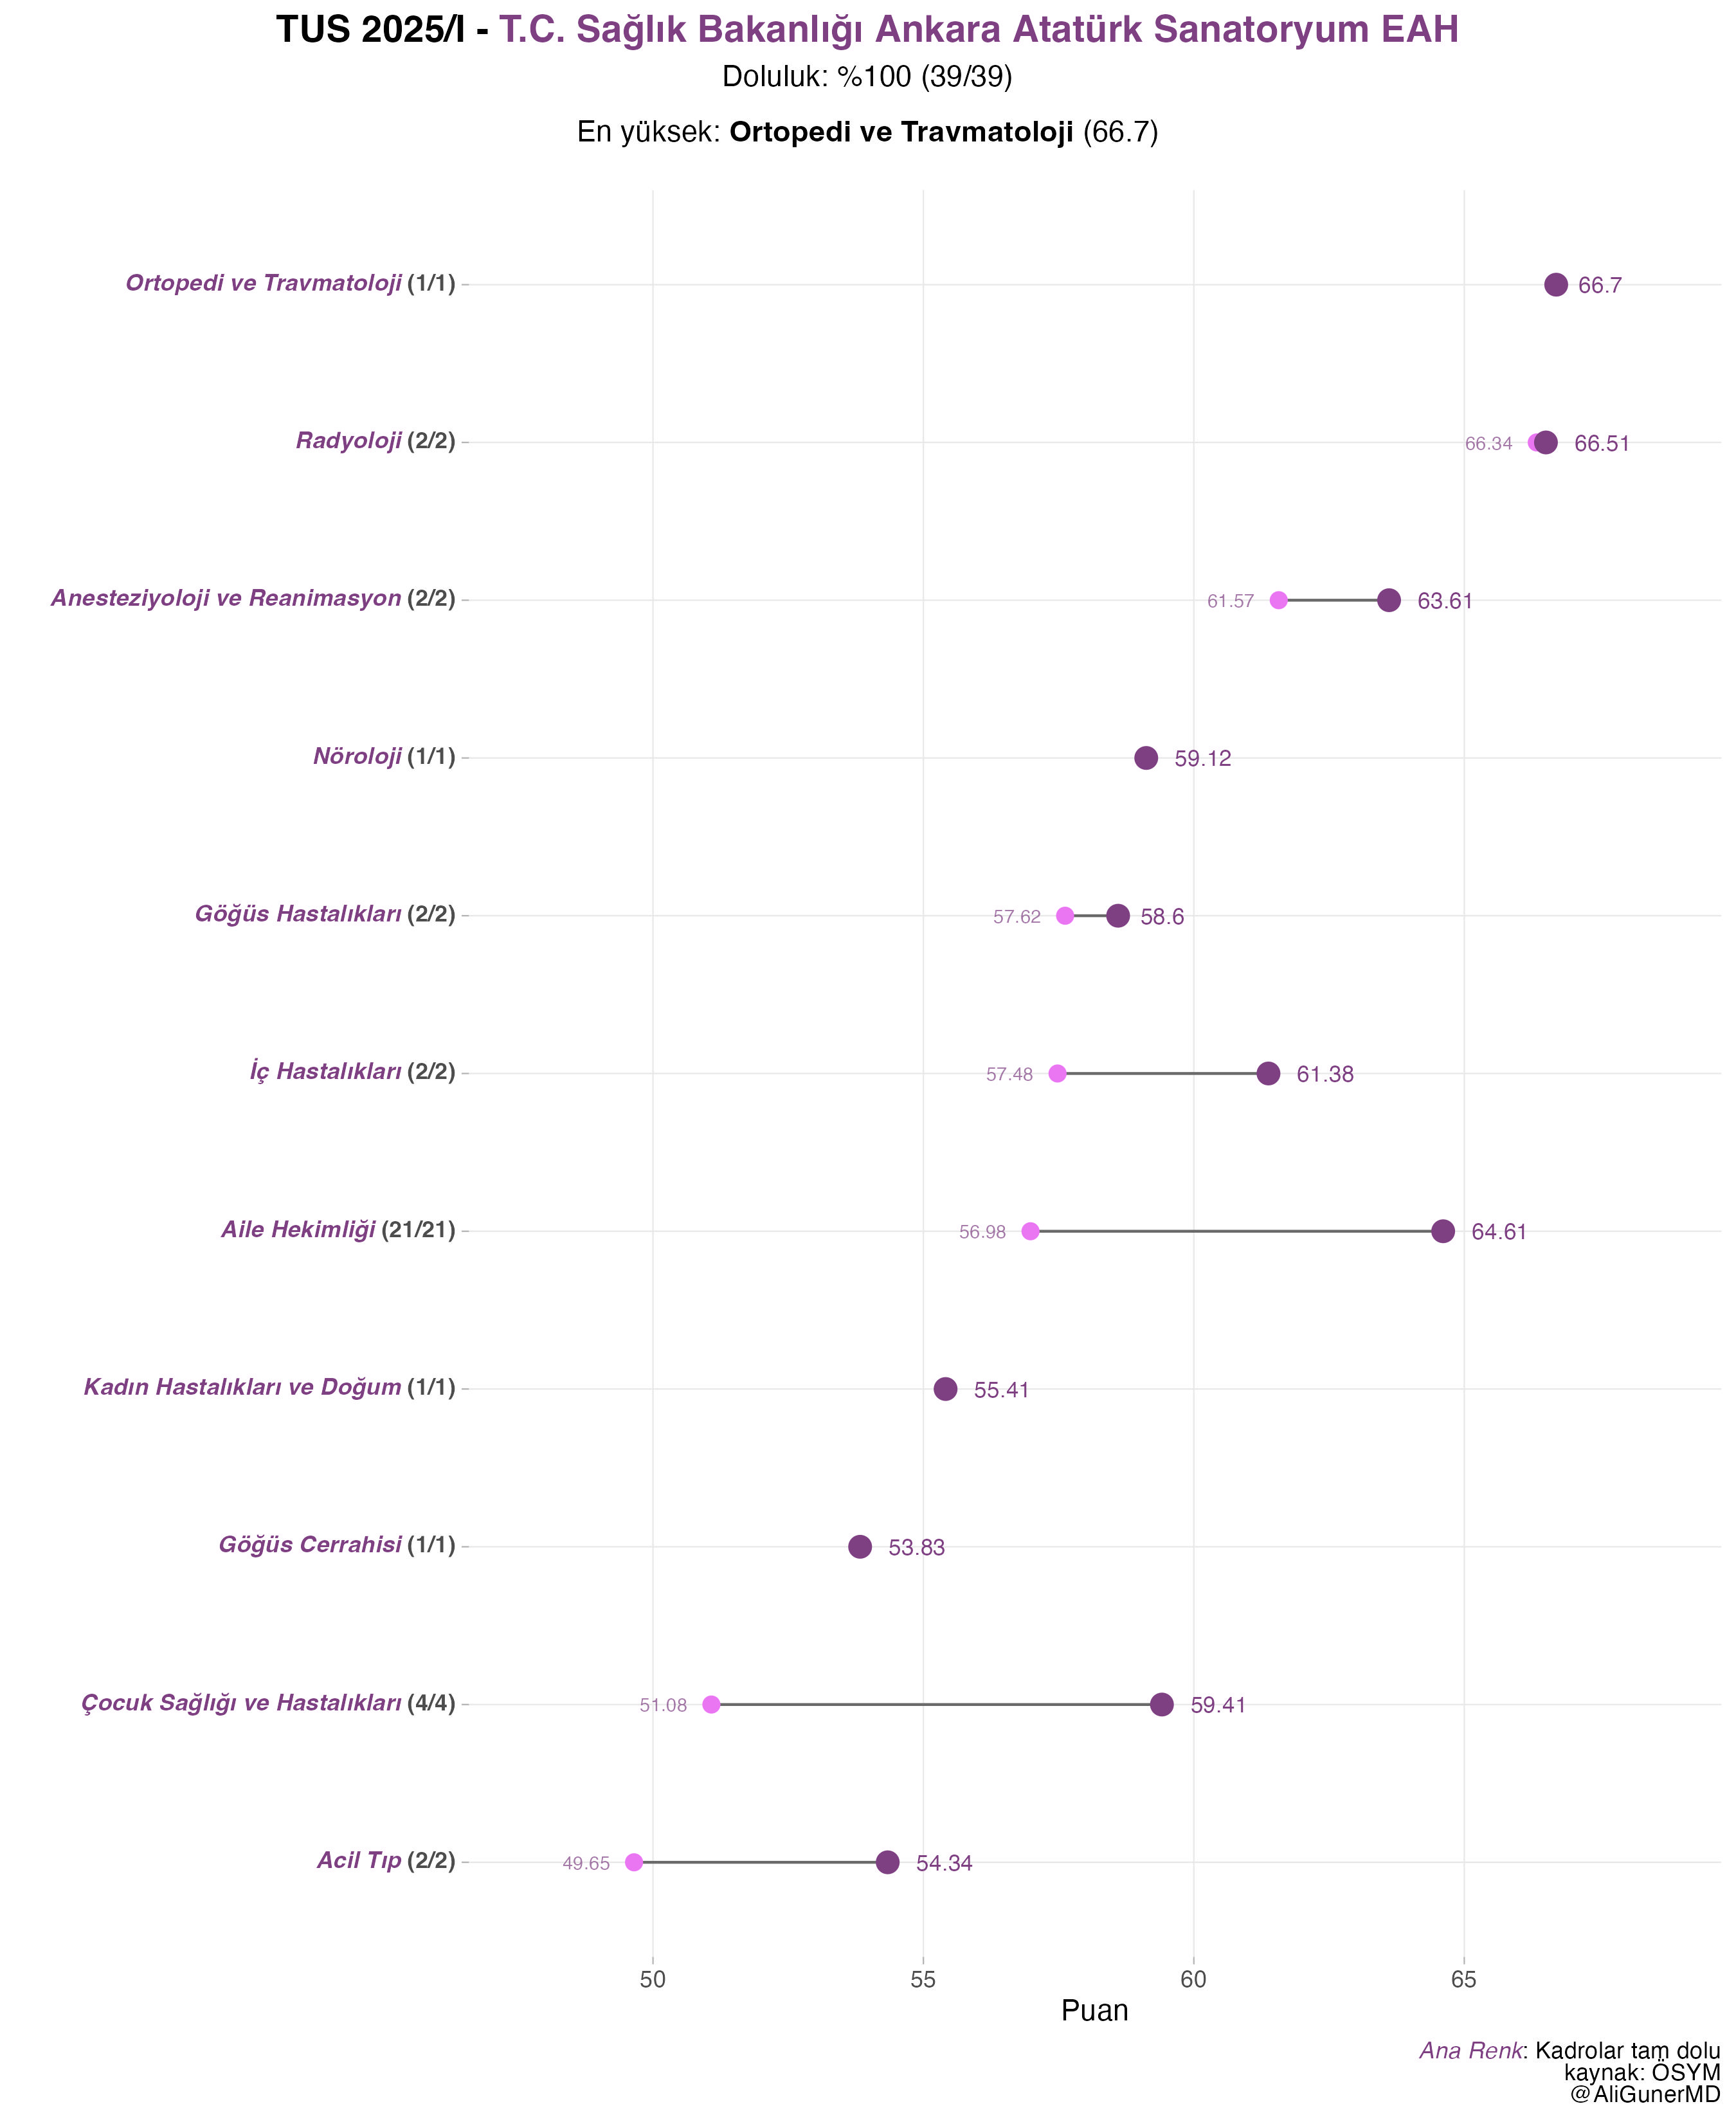 TUS 2025/I - T.C. Sağlık Bakanlığı Ankara Atatürk Sanatoryum EAH
Doluluk: %100 (39/39)
En yüksek: Ortopedi ve Travmatoloji (66.7)
Ortopedi ve Travmatoloji (1/1) 66.7
Radyoloji (2/2) 66.34 66.51
Anesteziyoloji ve Reanimasyon (2/2) 61.57 63.61
Nöroloji (1/1) 59.12
Göğüs Hastalıkları (2/2) 57.62 58.6
İç Hastalıkları (2/2) 57.48 61.38
Aile Hekimliği (21/21) 56.98 64.61
Kadın Hastalıkları ve Doğum (1/1) 55.41
Göğüs Cerrahisi (1/1) 53.83
Çocuk Sağlığı ve Hastalıkları (4/4) 51.08 59.41
Acil Tıp (2/2) 49.65 54.34
50 55 60 65
Puan
Ana Renk: Kadrolar tam dolu
kaynak: ÖSYM
@AliGunerMD